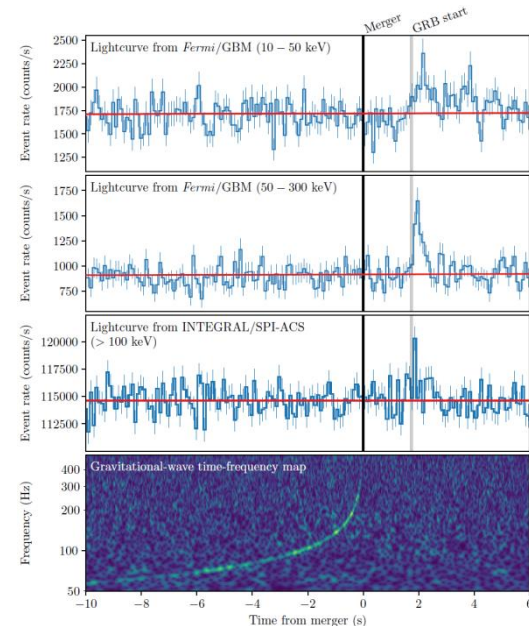 Merger
GRB start
Lightcurve from Fermi/GBM (10 − 50 keV)
Event rate (counts/s)
2500
2250
2000
1750
1500
1250
Lightcurve from Fermi/GBM (50 − 300 keV)
Event rate (counts/s)
1750
1500
1250
1000
750
Lightcurve from INTEGRAL/SPI-ACS
(> 100 keV)
Event rate (counts/s)
120000
117500
115000
112500
Gravitational-wave time-frequency map
Frequency (Hz)
400
300
200
100
50
−10 −8 −6 −4 −2 0 2 4 6
Time from merger (s)